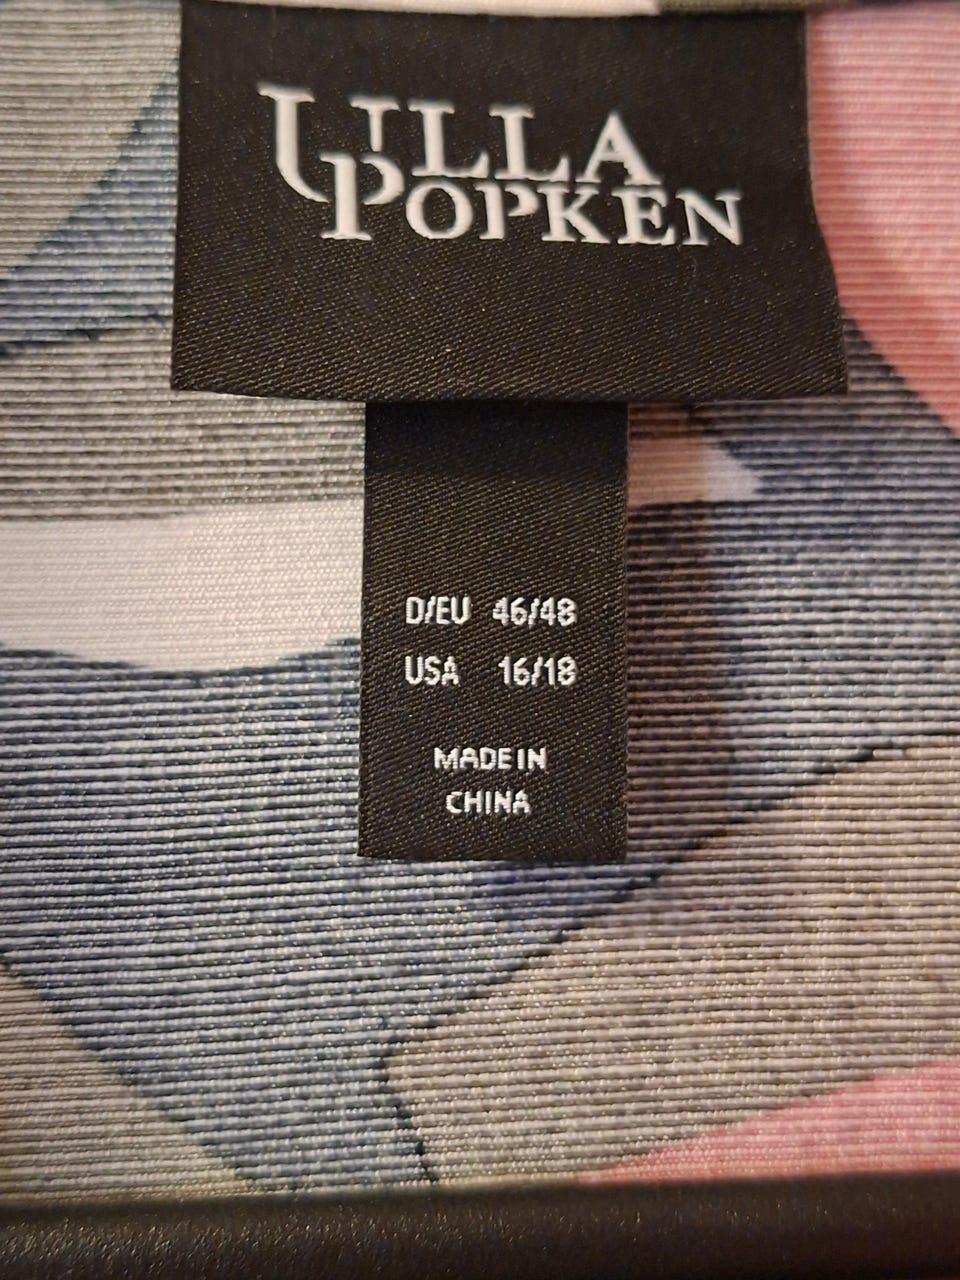 ULLA
POPKEN
D/EU 46/48
USA 16/18
MADE IN
CHINA